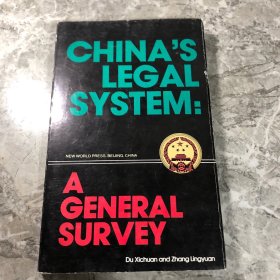 CHINA'S
LEGAL
SYSTEM:
NEW WORLD PRESS, BEIJING, CHINA
A
GENERAL
SURVEY
Du Xichuan and Zhang Lingyuan